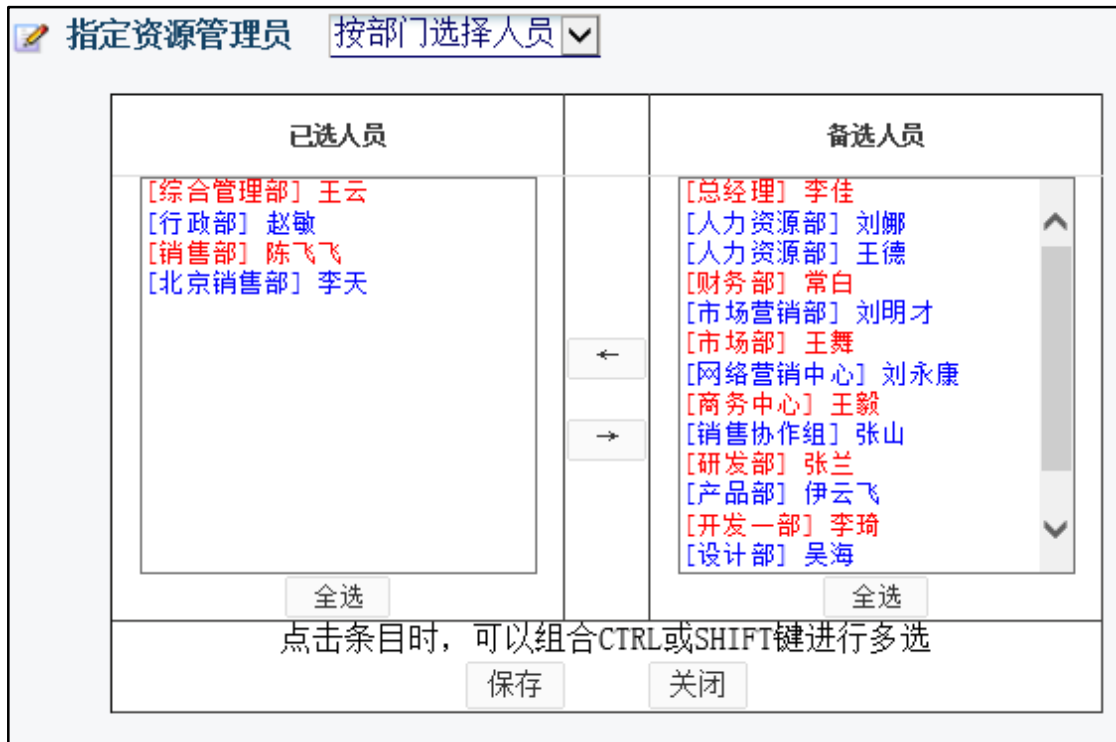 指定资源管理员 按部门选择人员
已选人员 备选人员
[综合管理部] 王云
[行政部] 赵敏
[销售部] 陈飞飞
[北京销售部] 李天
[总经理] 李佳
[人力资源部] 刘娜
[人力资源部] 王德
[财务部] 常白
[市场营销部] 刘明才
[市场部] 王舞
[网络营销中心] 刘永康
[商务中心] 王毅
[销售协作组] 张山
[研发部] 张兰
[产品部] 伊云飞
[开发一部] 李琦
[设计部] 吴海
←
→
全选 全选
点击条目时，可以组合CTRL或SHIFT键进行多选
保存 关闭